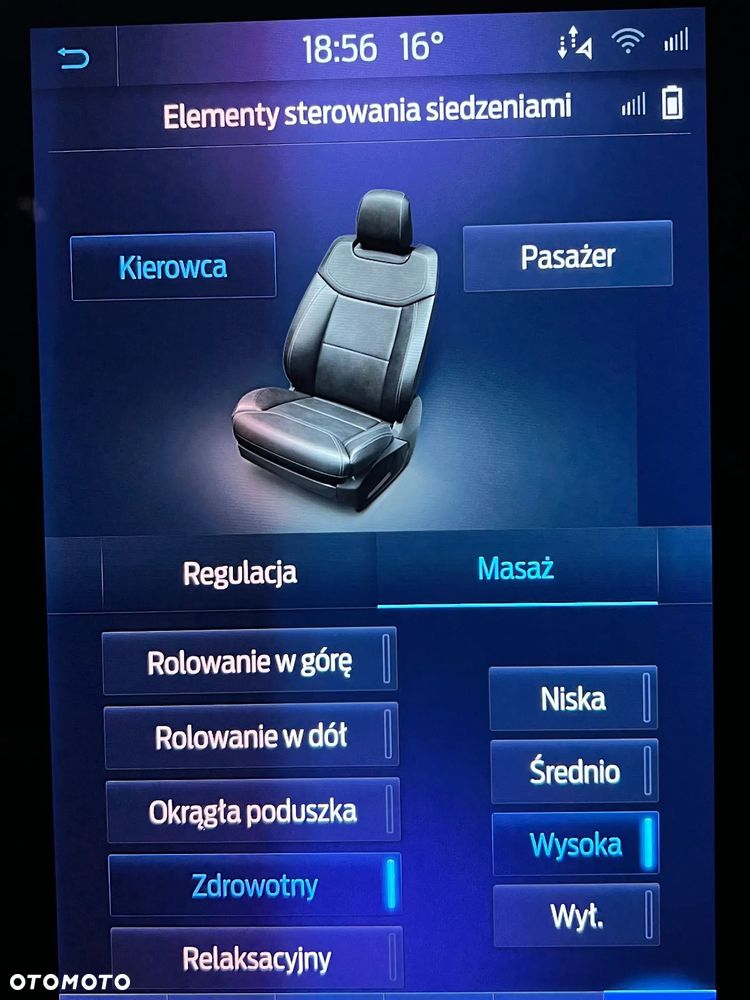 18:56 16°
Elementy sterowania siedzeniami
Kierowca
Pasażer
Regulacja
Masaż
Rolowanie w górę
Rolowanie w dół
Okrągła poduszka
Zdrowotny
Relaksacyjny
Niska
Średnio
Wysoka
Wył.
OTOMOTO